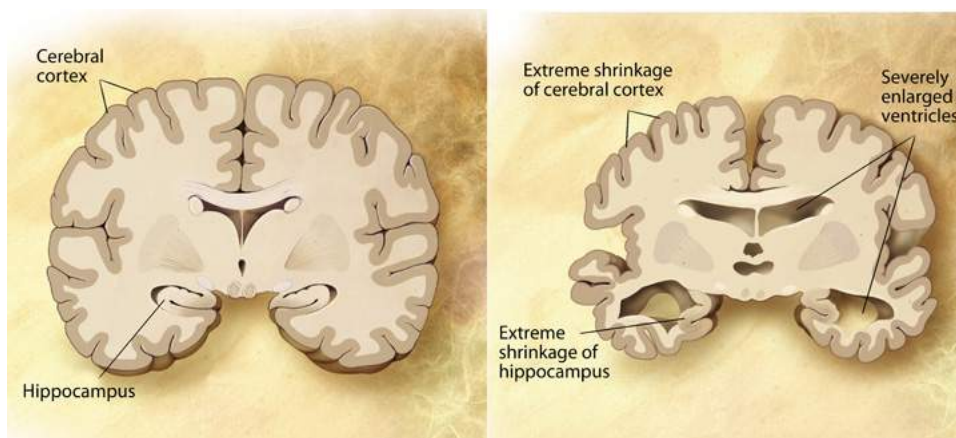 Cerebral
cortex
Hippocampus
Extreme shrinkage
of cerebral cortex
Severely
enlarged
ventricles
Extreme
shrinkage of
hippocampus